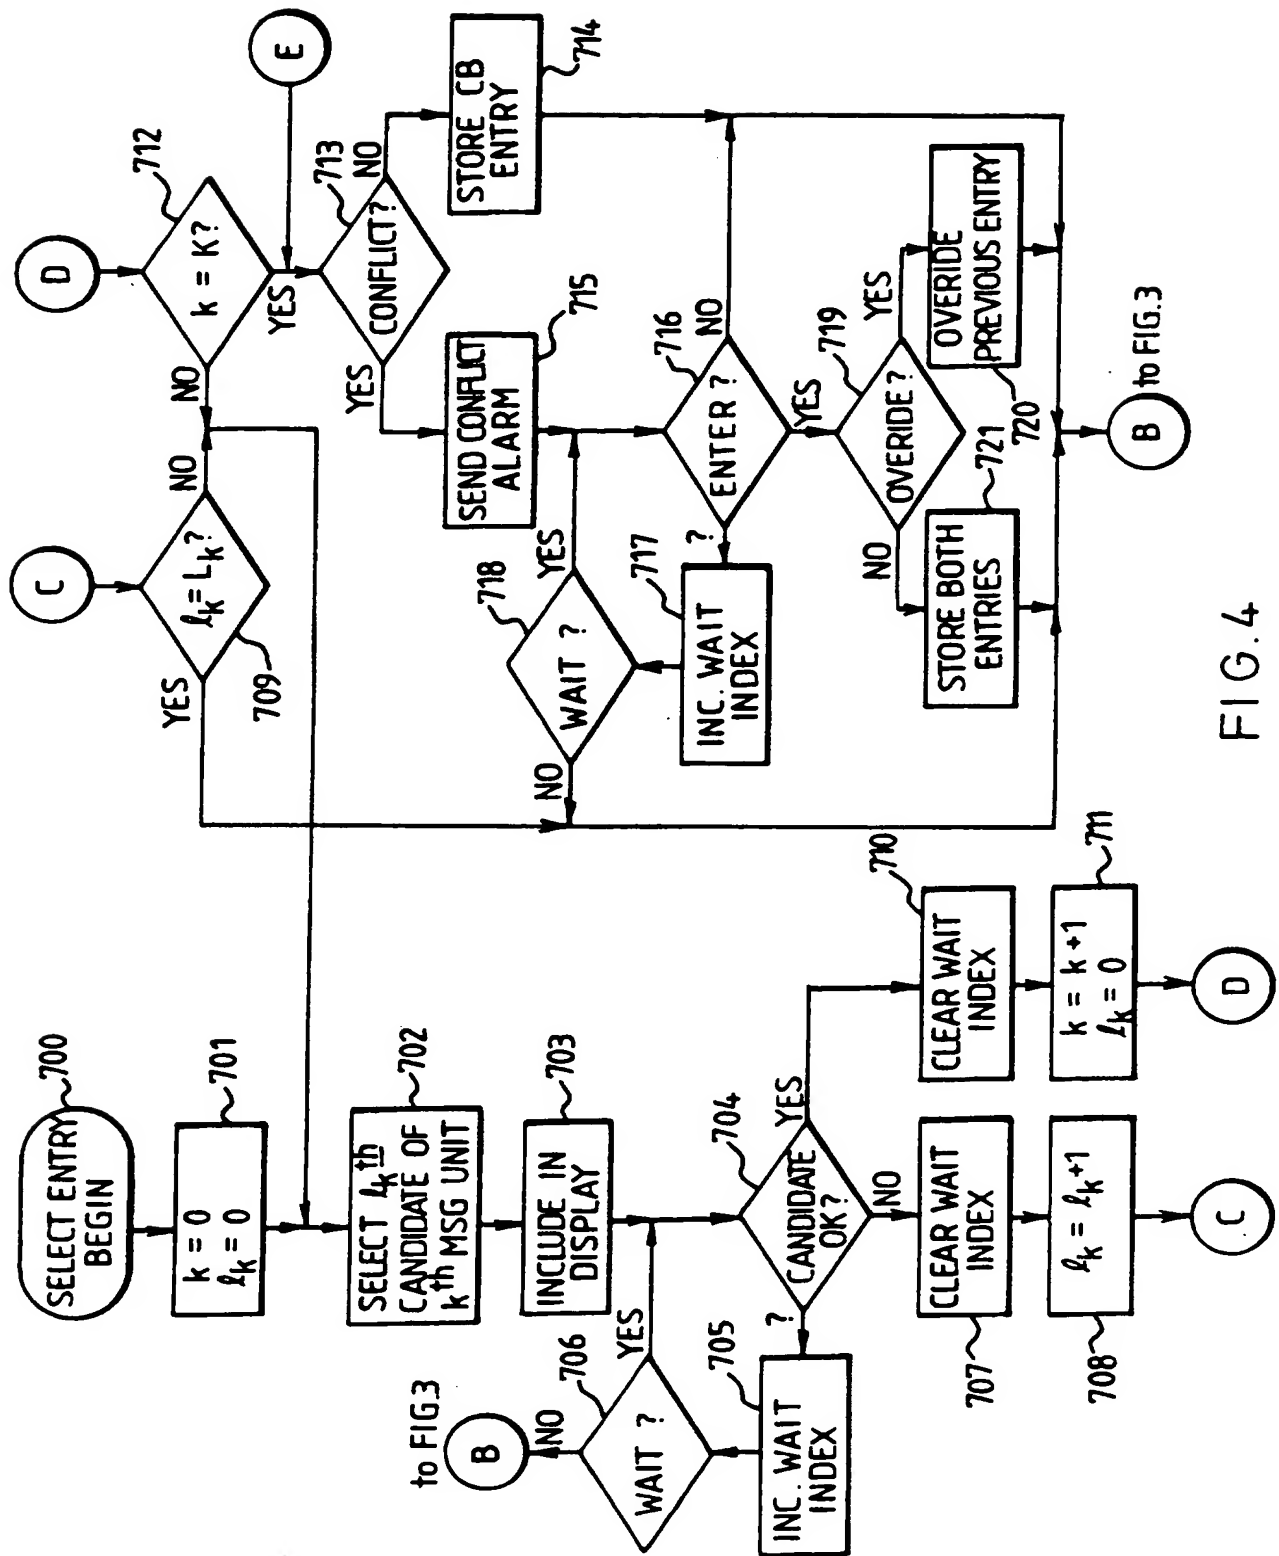 SELECT ENTRY
BEGIN
700
k = 0
ℓk = 0
701
SELECT ℓk th
CANDIDATE OF
kth MSG UNIT
702
INCLUDE IN
DISPLAY
703
CANDIDATE
OK?
704
YES
NO
?
INC. WAIT
INDEX
705
WAIT ?
706
YES
NO
B
to FIG.3
CLEAR WAIT
INDEX
707
ℓk = ℓk+1
708
C
CLEAR WAIT
INDEX
710
k = k+1
ℓk = 0
711
D
C
ℓk = Lk?
709
YES
NO
D
k = K?
712
NO
YES
E
CONFLICT?
713
YES
NO
STORE CB
ENTRY
714
SEND CONFLICT
ALARM
715
ENTER ?
716
NO
YES
?
INC. WAIT
INDEX
717
WAIT ?
718
YES
NO
OVERIDE?
719
YES
NO
OVERIDE
PREVIOUS ENTRY
720
STORE BOTH
ENTRIES
721
B
to FIG.3
FIG.4